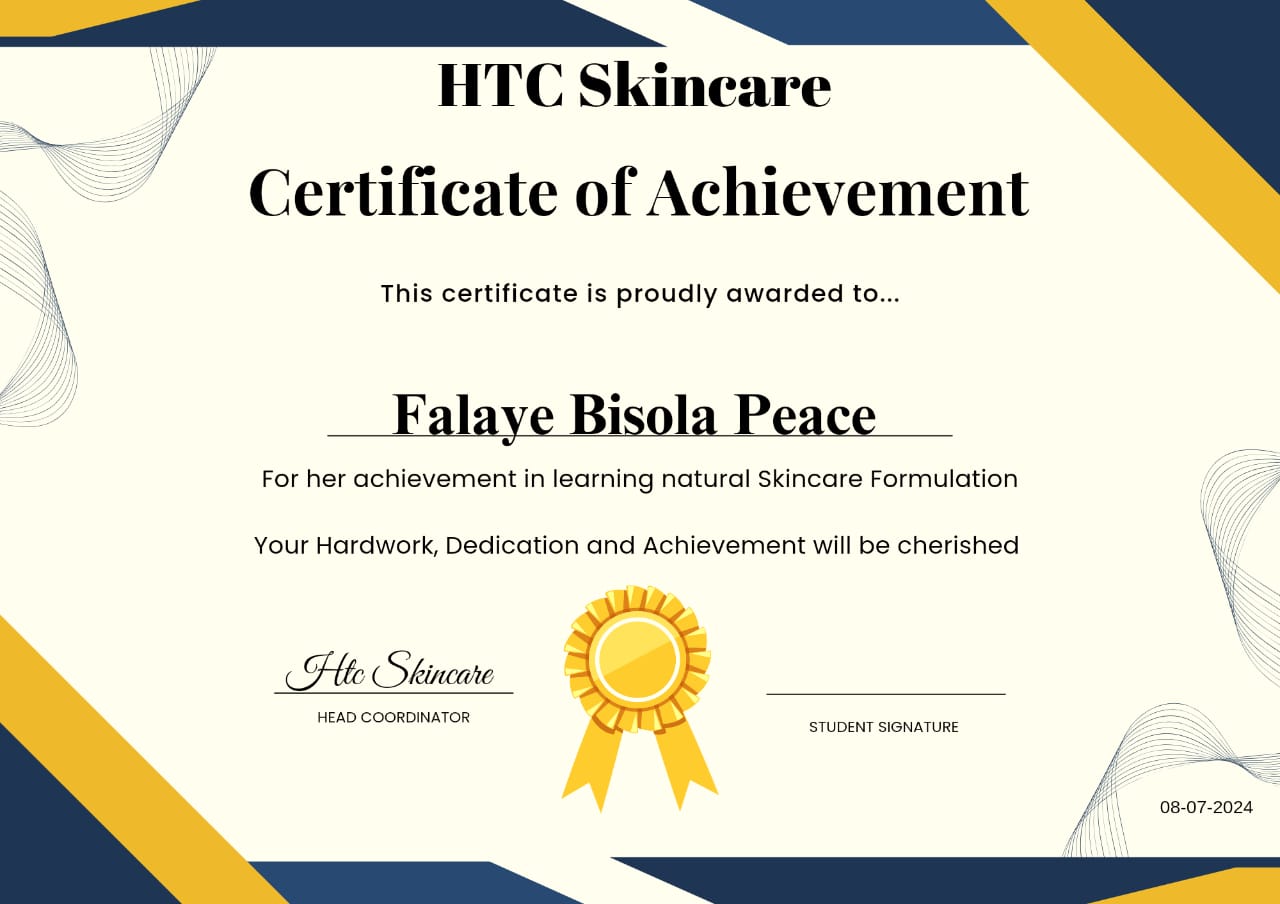 HTC Skincare
Certificate of Achievement
This certificate is proudly awarded to...
Falaye Bisola Peace
For her achievement in learning natural Skincare Formulation
Your Hardwork, Dedication and Achievement will be cherished
Htc Skincare
HEAD COORDINATOR
STUDENT SIGNATURE
08-07-2024